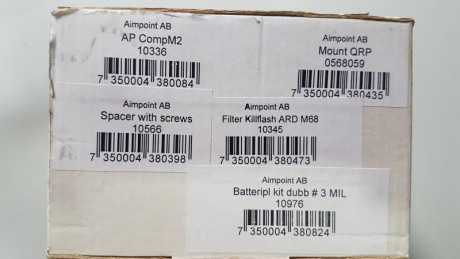 Aimpoint AB
AP CompM2
10336
7 350004 380084
Aimpoint AB
Mount QRP
0568059
7 350004 380435
Aimpoint AB
Spacer with screws
10566
7 350004 380398
Aimpoint AB
Filter Killflash ARD M68
10345
7 350004 380473
Aimpoint AB
Batteripl kit dubb # 3 MIL
10976
7 350004 380824